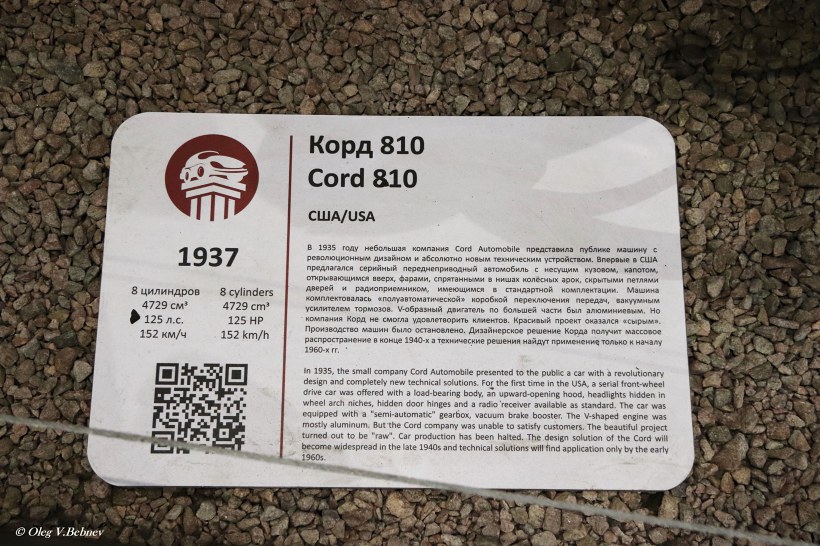 Корд 810
Cord 810
США/USA
1937
8 цилиндров
4729 см³
125 л.с.
152 км/ч
8 cylinders
4729 cm³
125 HP
152 km/h
В 1935 году небольшая компания Cord Automobile представила публике машину с
революционным дизайном и абсолютно новым техническим устройством. Впервые в США
предлагался серийный переднеприводный автомобиль с несущим кузовом, капотом,
открывающимся вверх, фарами, спрятанными в нишах колёсных арок, скрытыми петлями
дверей и радиоприемником, имеющимся в стандартной комплектации. Машина
комплектовалась «полуавтоматической» коробкой переключения передач, вакуумным
усилителем тормозов. V-образный двигатель по большей части был алюминиевым. Но
компания Корд не смогла удовлетворить клиентов. Красивый проект оказался «сырым».
Производство машин было остановлено. Дизайнерское решение Корда получит массовое
распространение в конце 1940-х а технические решения найдут применение только к началу
1960-х гг.
In 1935, the small company Cord Automobile presented to the public a car with a revolutionary
design and completely new technical solutions. For the first time in the USA, a serial front-wheel
drive car was offered with a load-bearing body, an upward-opening hood, headlights hidden in
wheel arch niches, hidden door hinges and a radio receiver available as standard. The car was
equipped with a "semi-automatic" gearbox, vacuum brake booster. The V-shaped engine was
mostly aluminum. But the Cord company was unable to satisfy customers. The beautiful project
turned out to be "raw". Car production has been halted. The design solution of the Cord will
become widespread in the late 1940s and technical solutions will find application only by the early
1960s.
© Oleg V.Bebnev